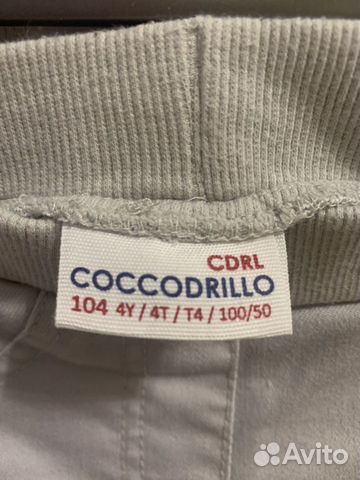 CDRL
COCCODRILLO
104 4Y / 4T / T4 / 100/50
Avito